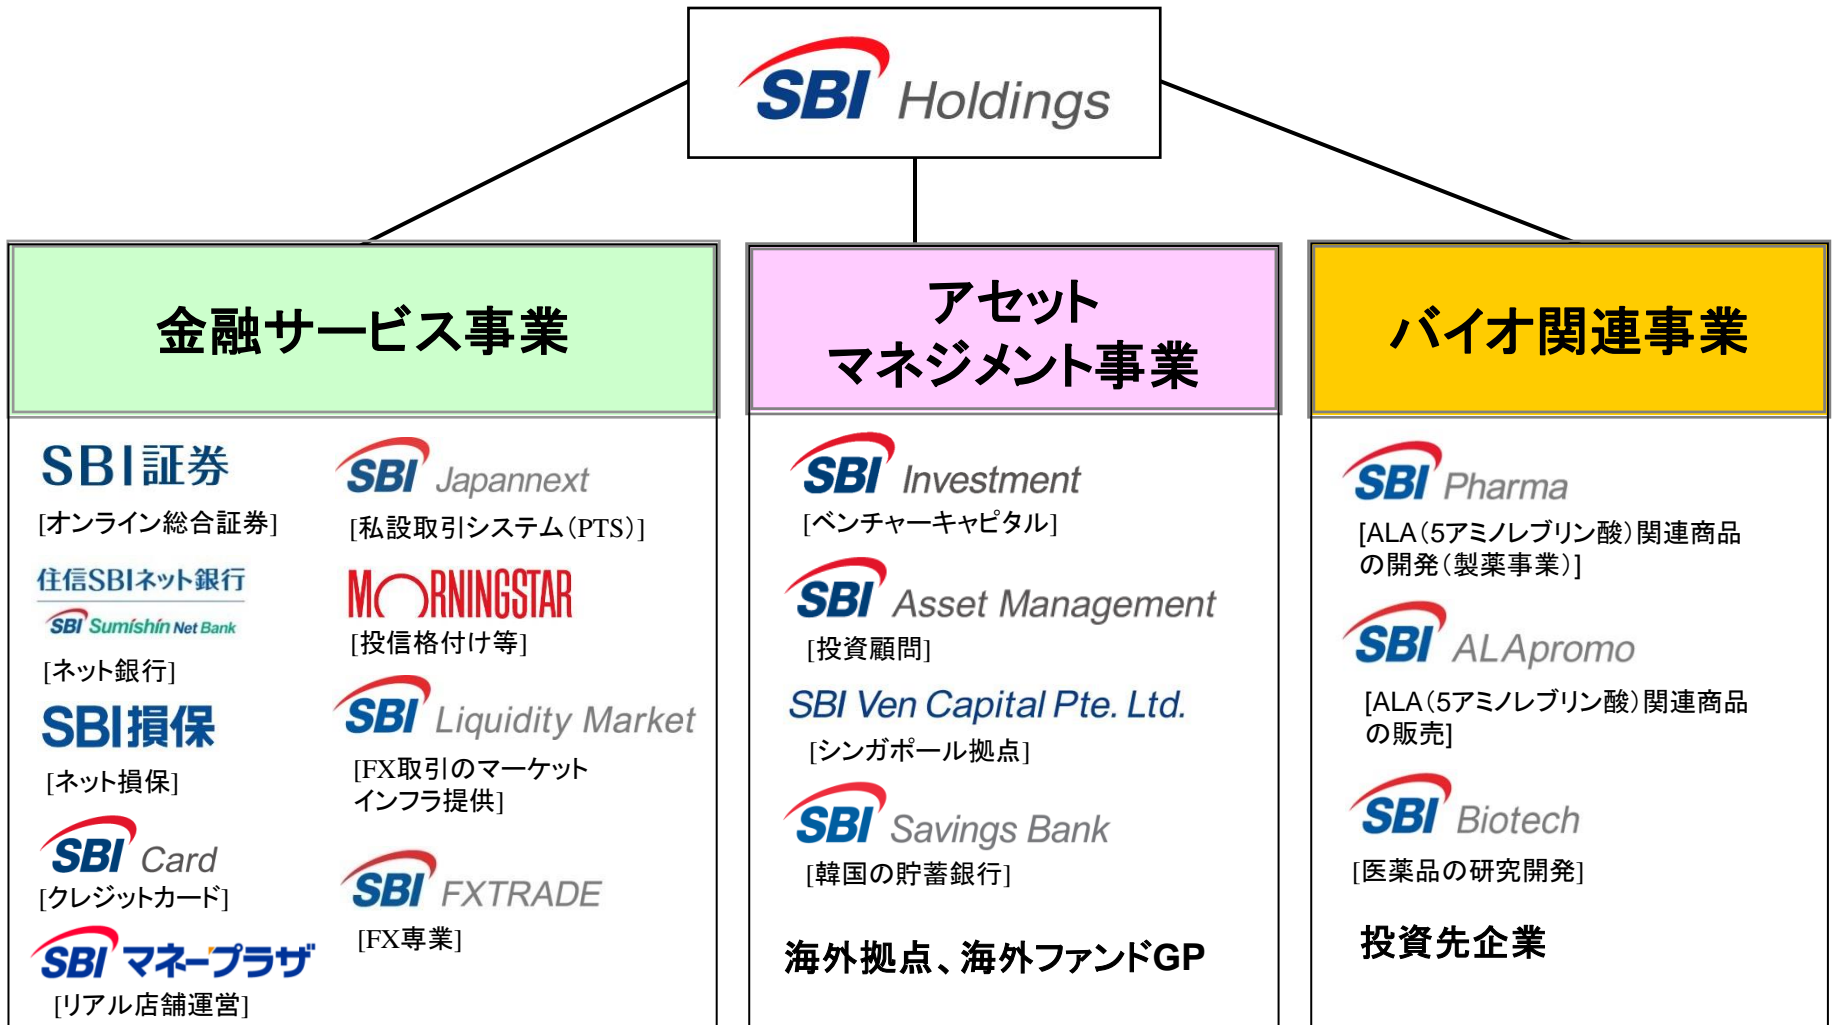 SBI Holdings
金融サービス事業
SBI証券
[オンライン総合証券]
住信SBIネット銀行
SBI Sumishin Net Bank
[ネット銀行]
SBI損保
[ネット損保]
SBI Card
[クレジットカード]
SBI マネープラザ
[リアル店舗運営]
SBI Japannext
[私設取引システム(PTS)]
MORNINGSTAR
[投信格付け等]
SBI Liquidity Market
[FX取引のマーケット
インフラ提供]
SBI FXTRADE
[FX専業]
アセット
マネジメント事業
SBI Investment
[ベンチャーキャピタル]
SBI Asset Management
[投資顧問]
SBI Ven Capital Pte. Ltd.
[シンガポール拠点]
SBI Savings Bank
[韓国の貯蓄銀行]
海外拠点、海外ファンドGP
バイオ関連事業
SBI Pharma
[ALA(5アミノレブリン酸)関連商品
の開発(製薬事業)]
SBI ALApromo
[ALA(5アミノレブリン酸)関連商品
の販売]
SBI Biotech
[医薬品の研究開発]
投資先企業